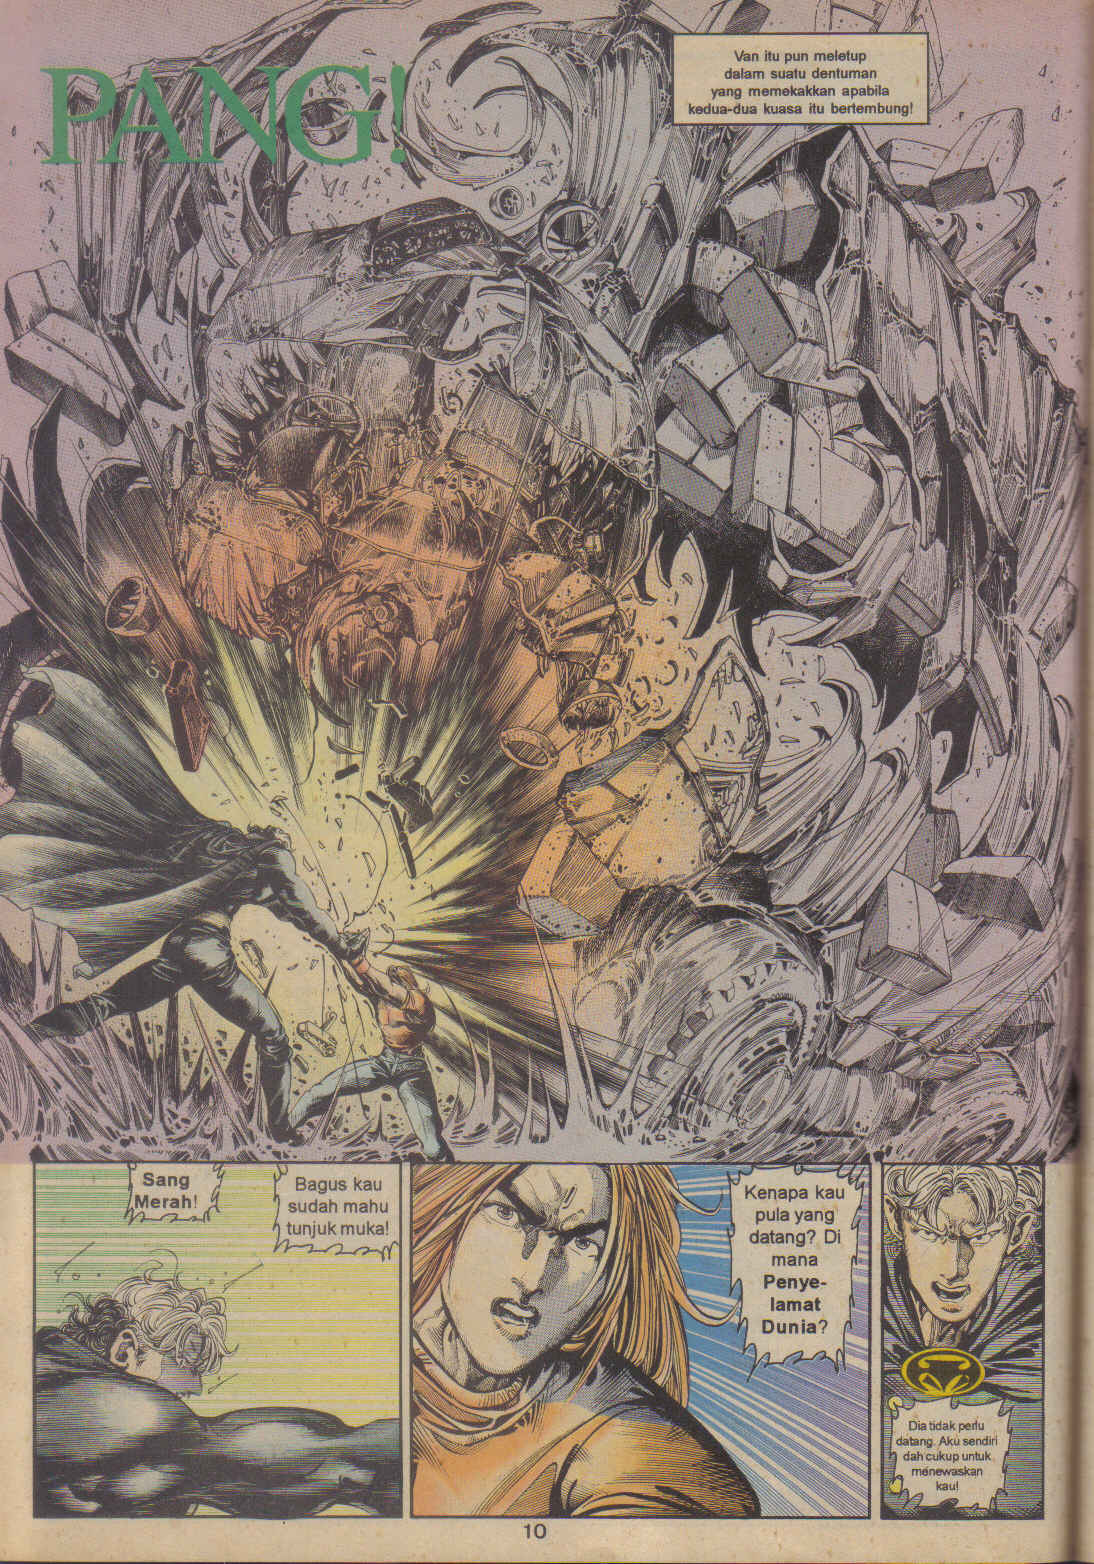 PANG!
Van itu pun meletup
dalam suatu dentuman
yang memekakkan apabila
kedua-dua kuasa itu bertembung!
Sang
Merah!
Bagus kau
sudah mahu
tunjuk muka!
Kenapa kau
pula yang
datang? Di
mana
Penye-
lamat
Dunia?
Dia tidak perlu
datang. Aku sendiri
dah cukup untuk
menewaskan
kau!
10